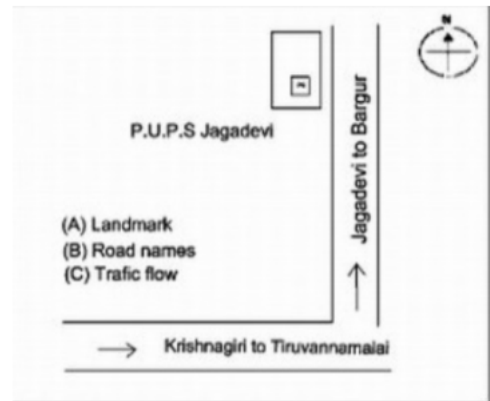 N
P.U.P.S Jagadevi
Jagadevi to Bargur
(A) Landmark
(B) Road names
(C) Trafic flow
Krishnagiri to Tiruvannamalai